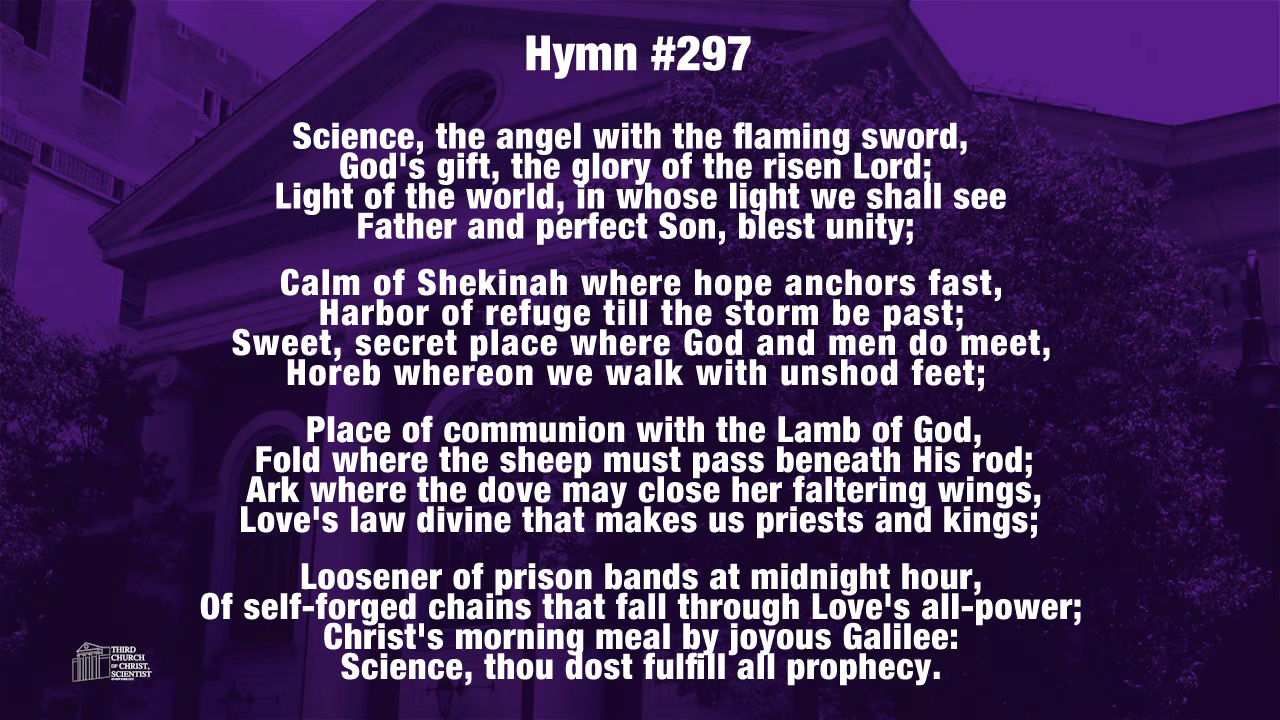 Hymn #297
Science, the angel with the flaming sword,
God's gift, the glory of the risen Lord;
Light of the world, in whose light we shall see
Father and perfect Son, blest unity;
Calm of Shekinah where hope anchors fast,
Harbor of refuge till the storm be past;
Sweet, secret place where God and men do meet,
Horeb whereon we walk with unshod feet;
Place of communion with the Lamb of God,
Fold where the sheep must pass beneath His rod;
Ark where the dove may close her faltering wings,
Love's law divine that makes us priests and kings;
Loosener of prison bands at midnight hour,
Of self-forged chains that fall through Love's all-power;
Christ's morning meal by joyous Galilee:
Science, thou dost fulfill all prophecy.
THIRD
CHURCH
OF CHRIST,
SCIENTIST